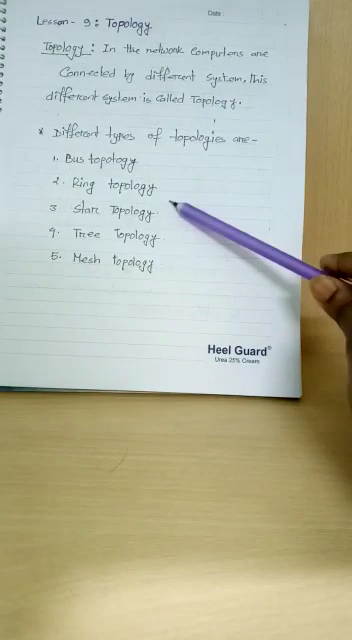 Date :
Lesson - 9 : Topology
Topology : In the network Computers are
Connected by different System, this
different system is called Topology.
* Different types of topologies are-
1. Bus topology
2. Ring topology
3 Star Topology.
4. Tree Topology
5. Mesh topology
Heel Guard®
Urea 25% Cream